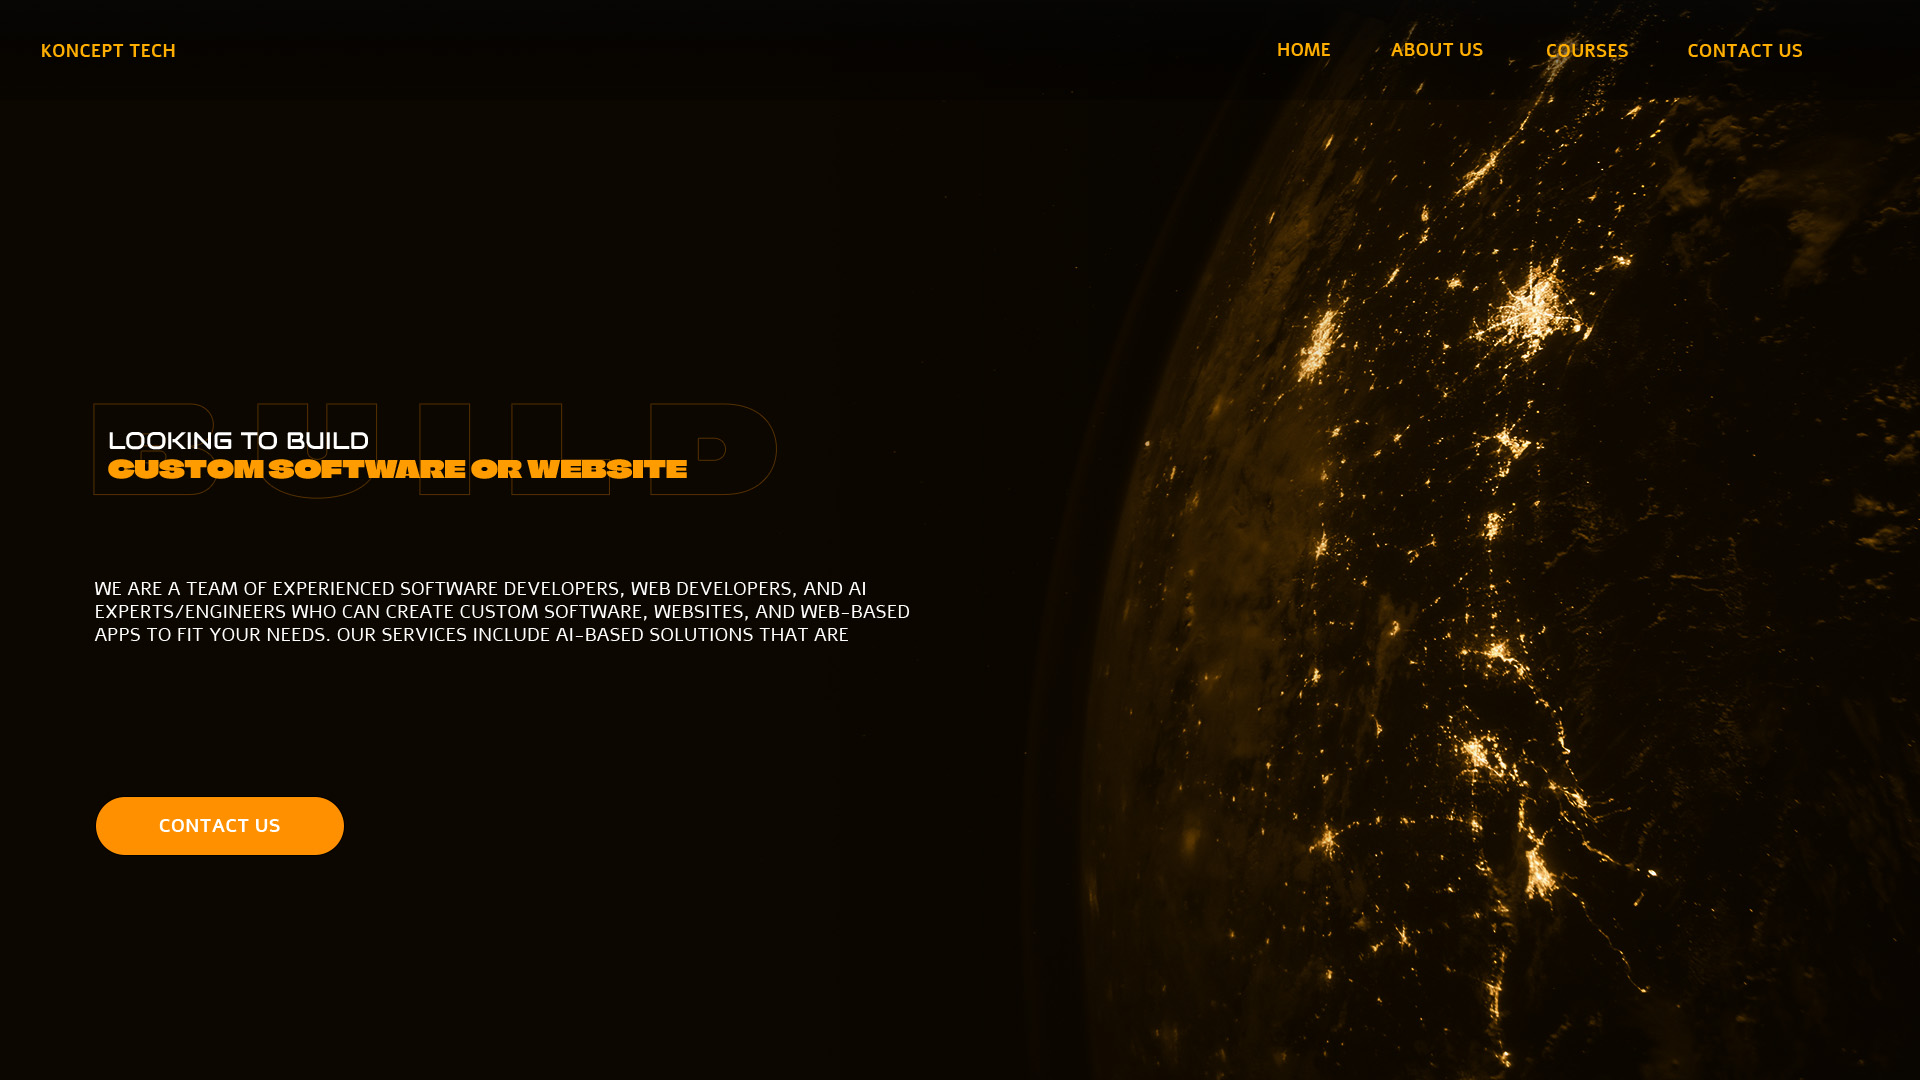 KONCEPT TECH
HOME
ABOUT US
COURSES
CONTACT US
BUILD
LOOKING TO BUILD
CUSTOM SOFTWARE OR WEBSITE
WE ARE A TEAM OF EXPERIENCED SOFTWARE DEVELOPERS, WEB DEVELOPERS, AND AI
EXPERTS/ENGINEERS WHO CAN CREATE CUSTOM SOFTWARE, WEBSITES, AND WEB-BASED
APPS TO FIT YOUR NEEDS. OUR SERVICES INCLUDE AI-BASED SOLUTIONS THAT ARE
CONTACT US